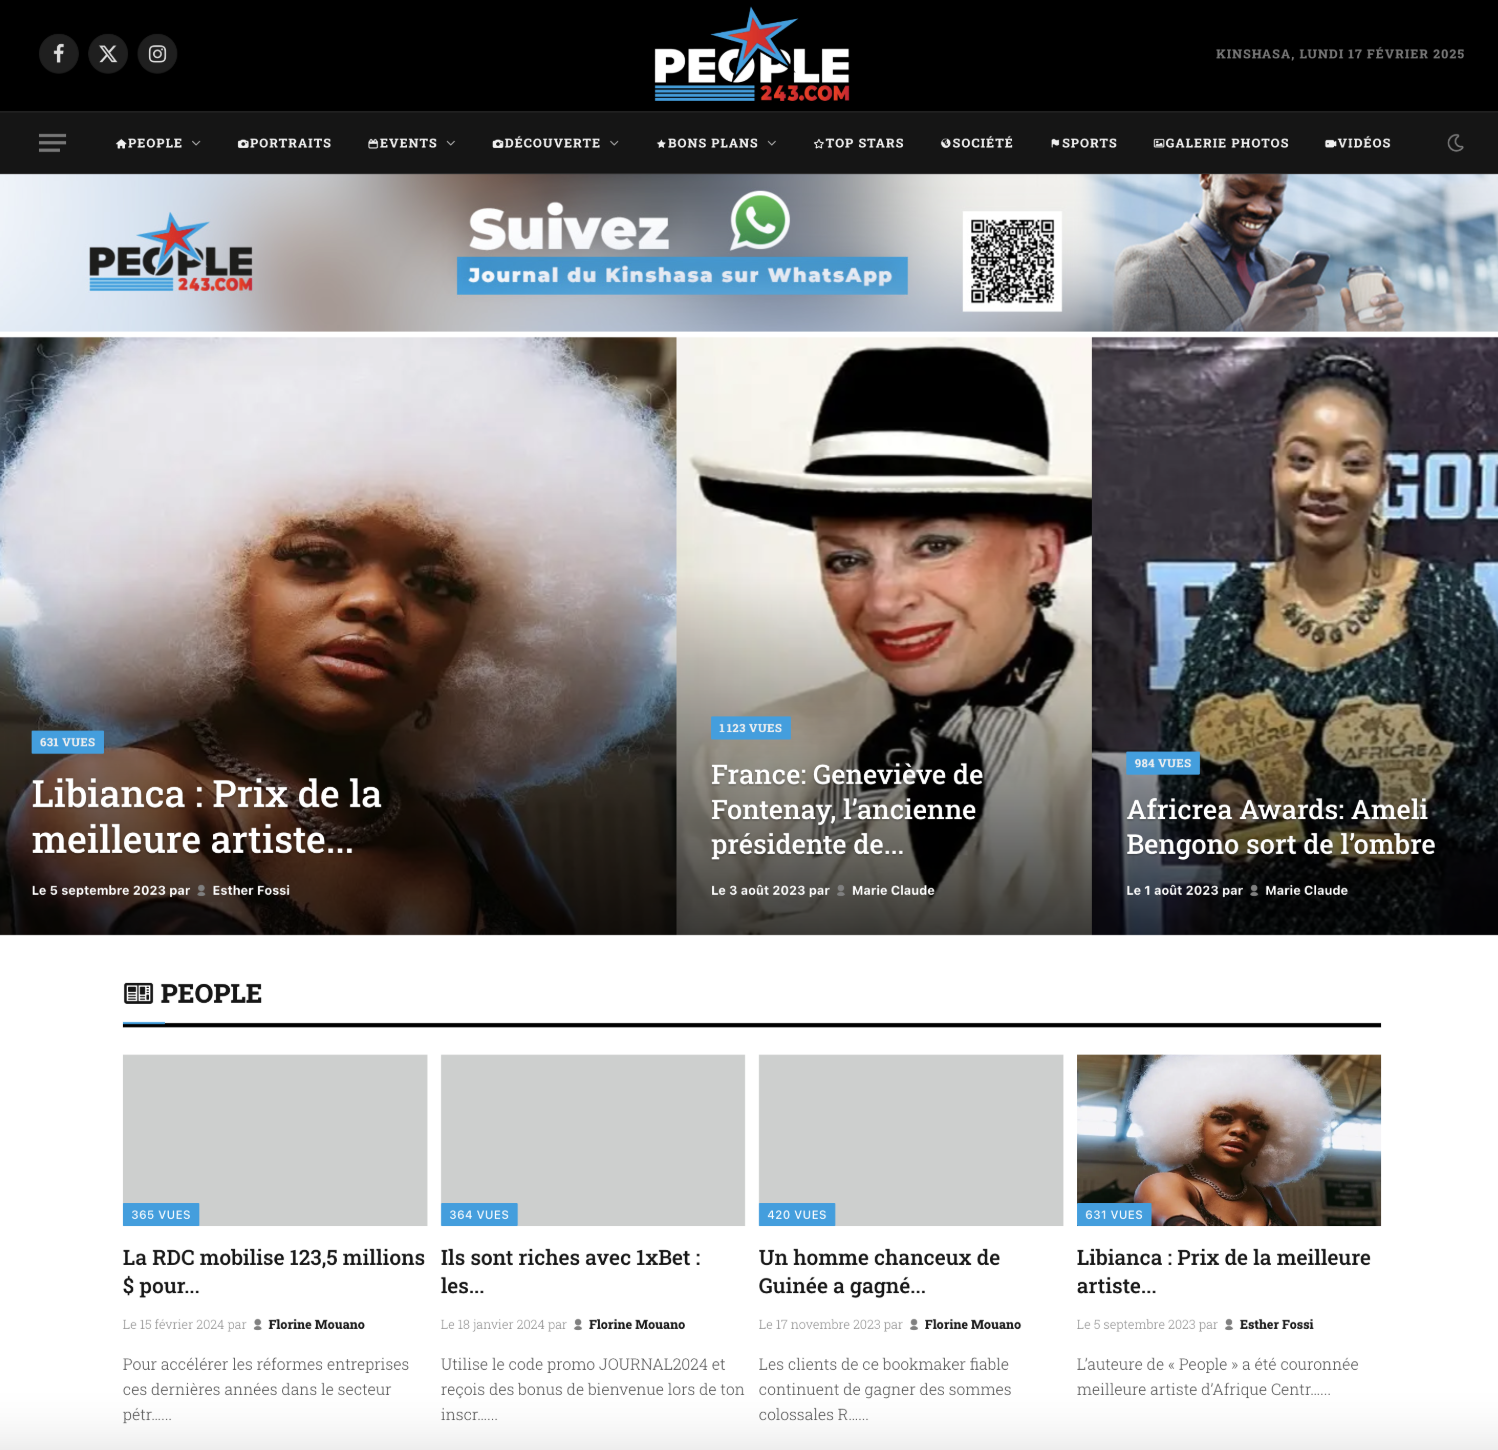 PEOPLE
243.COM
KINSHASA, LUNDI 17 FÉVRIER 2025
PEOPLE
PORTRAITS
EVENTS
DÉCOUVERTE
BONS PLANS
TOP STARS
SOCIÉTÉ
SPORTS
GALERIE PHOTOS
VIDÉOS
PEOPLE
243.COM
Suivez
Journal du Kinshasa sur WhatsApp
GOL
AFRICREA
AFRICREA
631 VUES
Libianca : Prix de la
meilleure artiste...
Le 5 septembre 2023 par Esther Fossi
1 123 VUES
France: Geneviève de
Fontenay, l’ancienne
présidente de...
Le 3 août 2023 par Marie Claude
984 VUES
Africrea Awards: Ameli
Bengono sort de l’ombre
Le 1 août 2023 par Marie Claude
PEOPLE
365 VUES
La RDC mobilise 123,5 millions
$ pour...
Le 15 février 2024 par Florine Mouano
Pour accélérer les réformes entreprises
ces dernières années dans le secteur
pétr......
364 VUES
Ils sont riches avec 1xBet :
les...
Le 18 janvier 2024 par Florine Mouano
Utilise le code promo JOURNAL2024 et
reçois des bonus de bienvenue lors de ton
inscr......
420 VUES
Un homme chanceux de
Guinée a gagné...
Le 17 novembre 2023 par Florine Mouano
Les clients de ce bookmaker fiable
continuent de gagner des sommes
colossales R......
631 VUES
Libianca : Prix de la meilleure
artiste...
Le 5 septembre 2023 par Esther Fossi
L’auteure de « People » a été couronnée
meilleure artiste d’Afrique Centr......